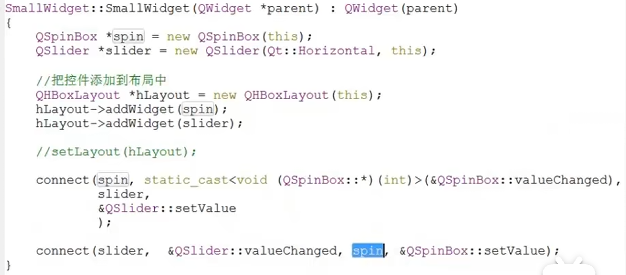 SmallWidget::SmallWidget(QWidget *parent) : QWidget(parent)
{
    QSpinBox *spin = new QSpinBox(this);
    QSlider *slider = new QSlider(Qt::Horizontal, this);

    //把控件添加到布局中
    QHBoxLayout *hLayout = new QHBoxLayout(this);
    hLayout->addWidget(spin);
    hLayout->addWidget(slider);

    //setLayout(hLayout);

    connect(spin, static_cast<void (QSpinBox::*)(int)>(&QSpinBox::valueChanged),
            slider,
            &QSlider::setValue
            );

    connect(slider,  &QSlider::valueChanged, spin, &QSpinBox::setValue);
}